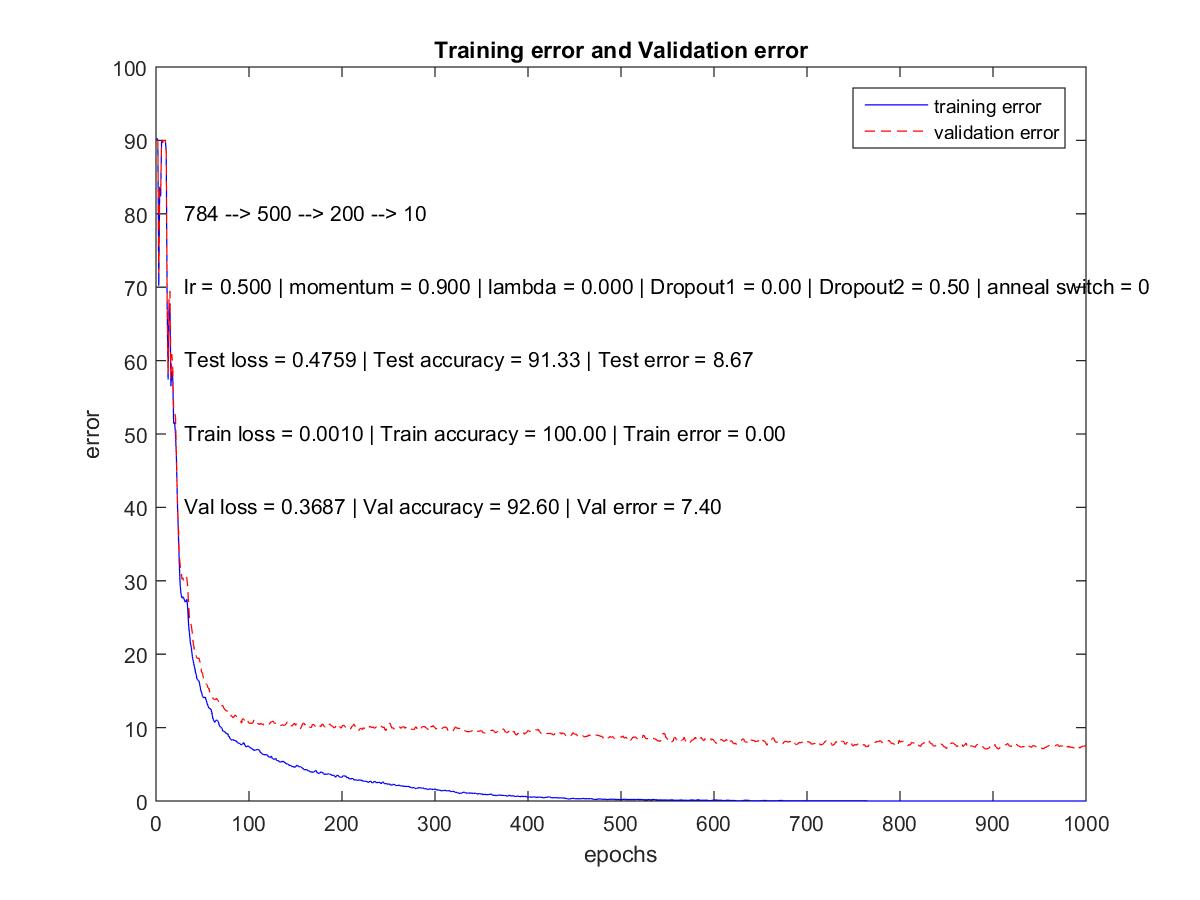 Training error and Validation error
100
90
80
70
60
50
40
30
20
10
0
error
training error
validation error
784 --> 500 --> 200 --> 10
lr = 0.500 | momentum = 0.900 | lambda = 0.000 | Dropout1 = 0.00 | Dropout2 = 0.50 | anneal switch = 0
Test loss = 0.4759 | Test accuracy = 91.33 | Test error = 8.67
Train loss = 0.0010 | Train accuracy = 100.00 | Train error = 0.00
Val loss = 0.3687 | Val accuracy = 92.60 | Val error = 7.40
0 100 200 300 400 500 600 700 800 900 1000
epochs